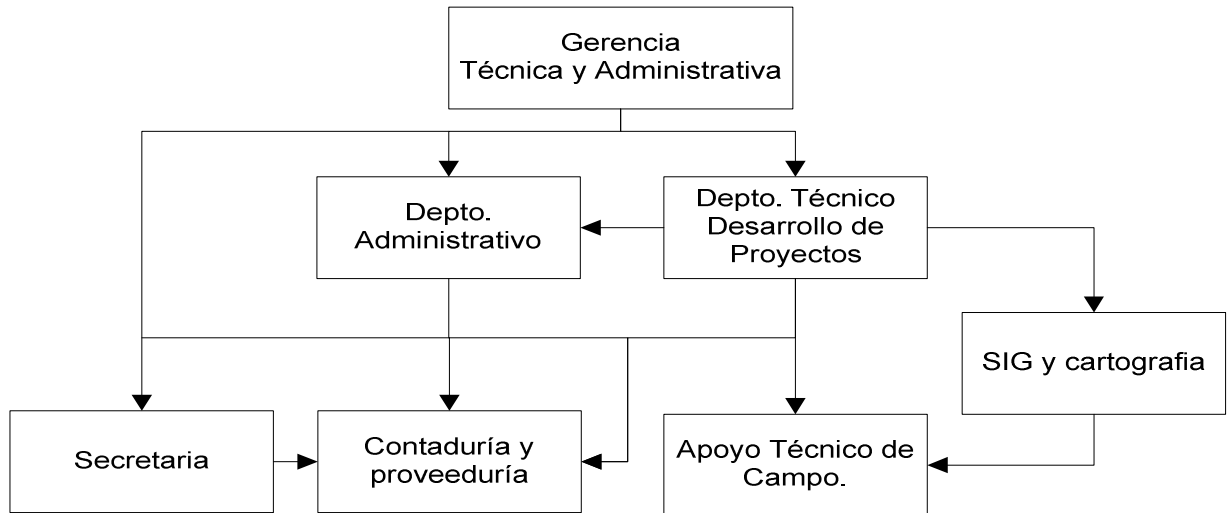 Gerencia
Técnica y Administrativa
Depto.
Administrativo
Depto. Técnico
Desarrollo de
Proyectos
SIG y cartografia
Secretaria
Contaduría y
proveeduría
Apoyo Técnico de
Campo.